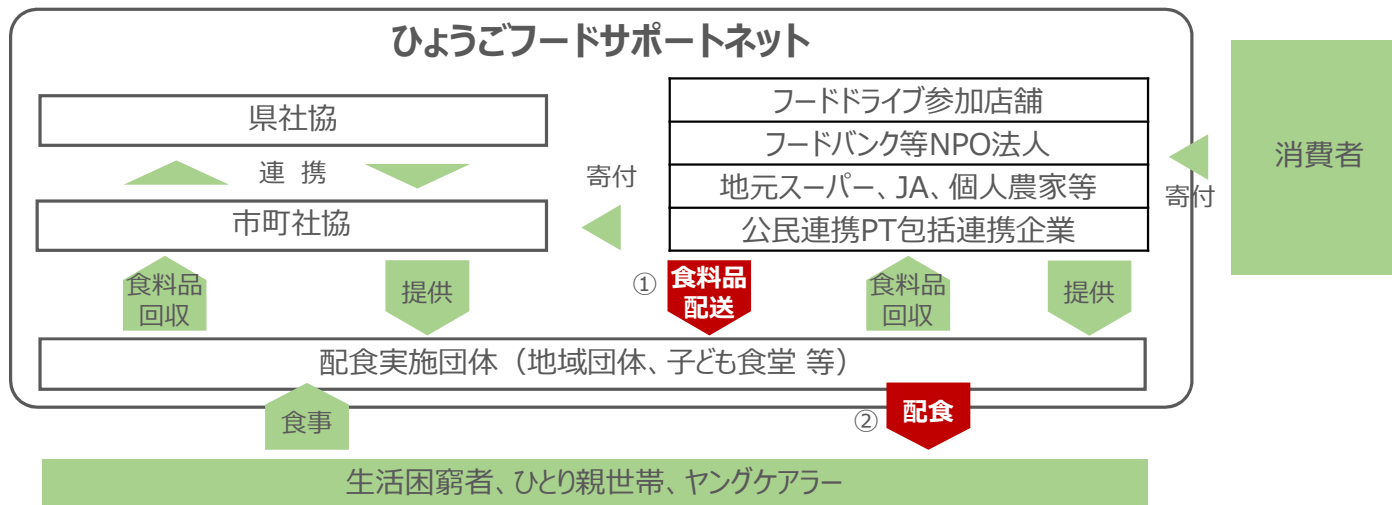 ひょうごフードサポートネット
県社協
連 携
市町社協
寄付
フードドライブ参加店舗
フードバンク等NPO法人
地元スーパー、JA、個人農家等
公民連携PT包括連携企業
寄付
消費者
食料品
回収
提供
①
食料品
配送
食料品
回収
提供
配食実施団体（地域団体、子ども食堂 等）
食事
②
配食
生活困窮者、ひとり親世帯、ヤングケアラー